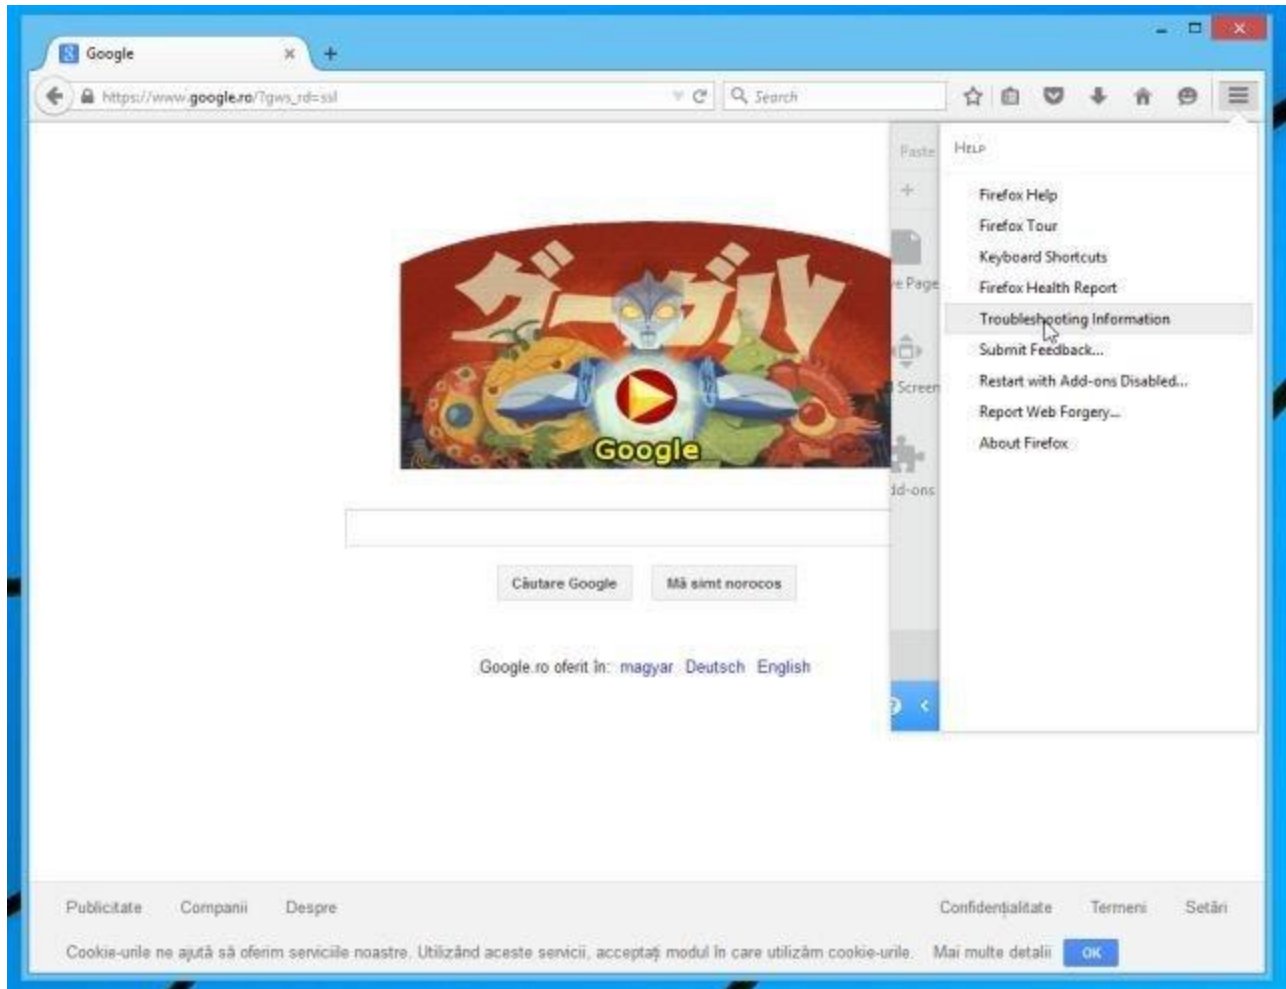 Google
https://www.google.ro/?gws_rd=ssl
Search
Paste
HELP
Firefox Help
Firefox Tour
Keyboard Shortcuts
ve Page
Firefox Health Report
Troubleshooting Information
Submit Feedback...
Screen
Restart with Add-ons Disabled...
Report Web Forgery...
About Firefox
dd-ons
グーグル
Google
Căutare Google
Mă simt norocos
Google.ro oferit în: magyar Deutsch English
Publicitate Companii Despre
Confidențialitate Termeni Setări
Cookie-urile ne ajută să oferim serviciile noastre. Utilizând aceste servicii, acceptați modul în care utilizăm cookie-urile. Mai multe detalii OK